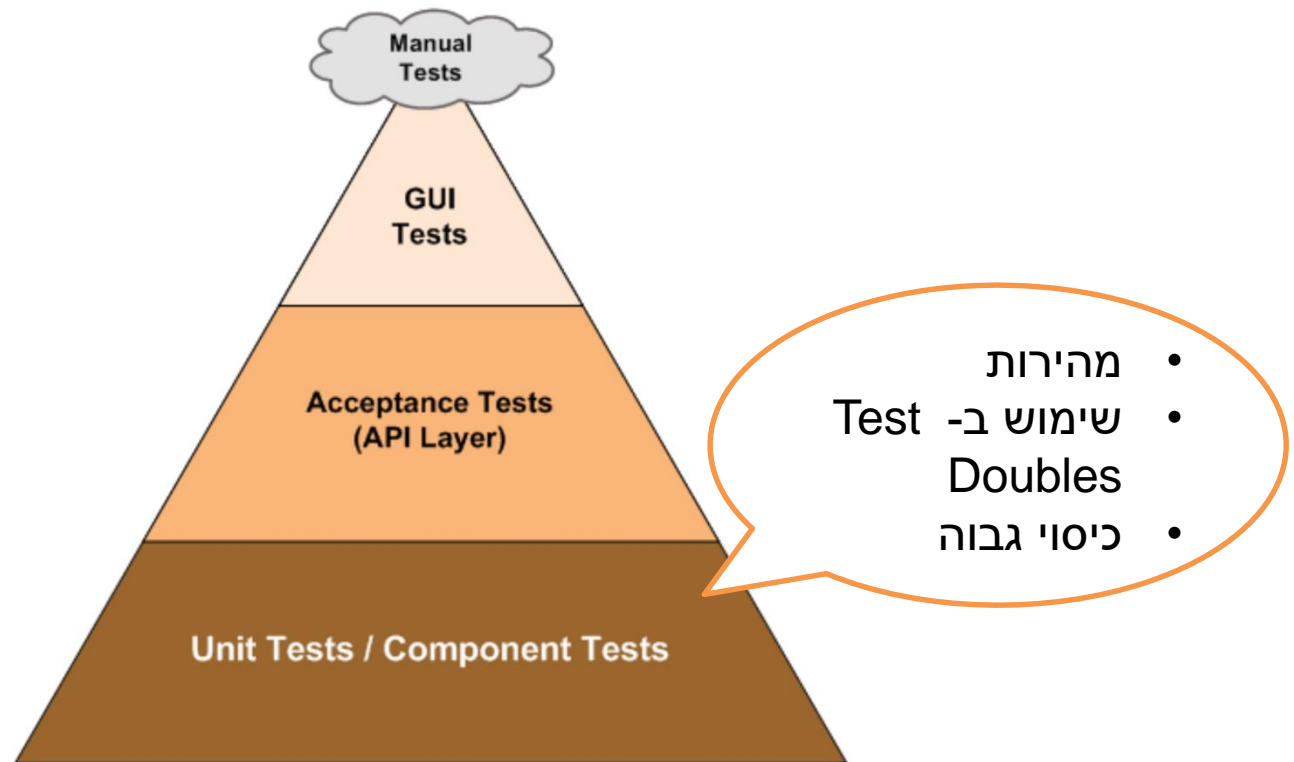 Manual
Tests
GUI
Tests
Acceptance Tests
(API Layer)
Unit Tests / Component Tests
• מהירות
• שימוש ב- Test
Doubles
• כיסוי גבוה